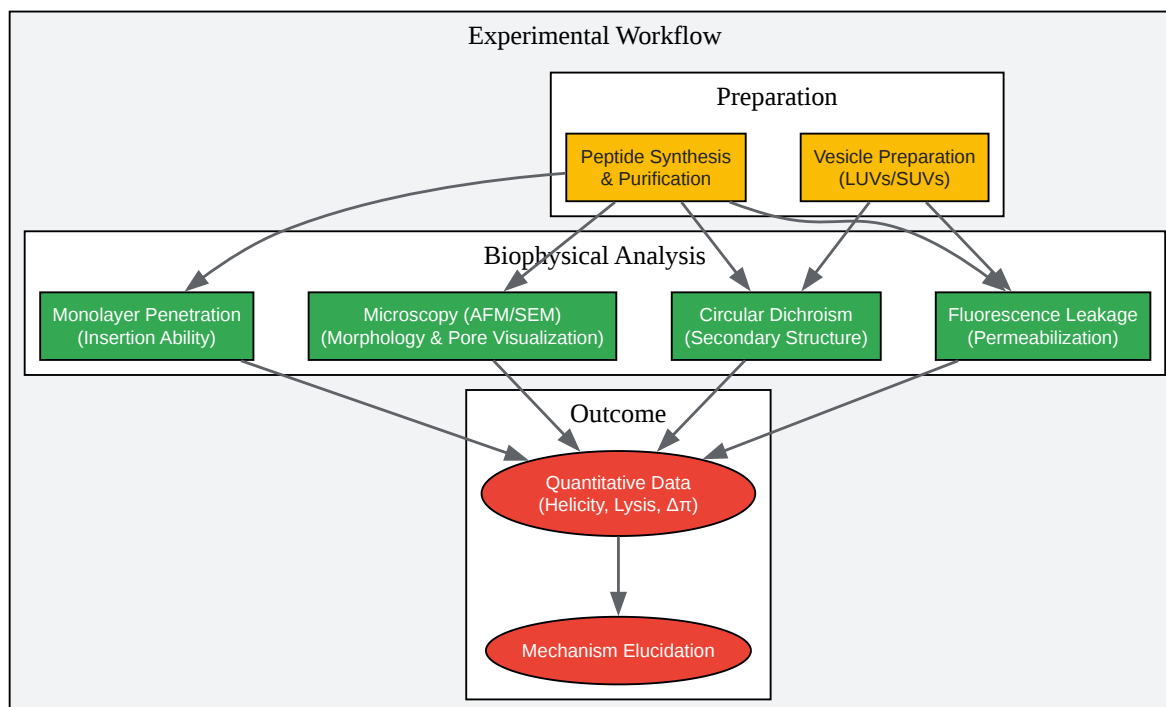 Experimental Workflow
Preparation
Peptide Synthesis
& Purification
Vesicle Preparation
(LUVs/SUVs)
Biophysical Analysis
Monolayer Penetration
(Insertion Ability)
Microscopy (AFM/SEM)
(Morphology & Pore Visualization)
Circular Dichroism
(Secondary Structure)
Fluorescence Leakage
(Permeabilization)
Outcome
Quantitative Data
(Helicity, Lysis, Δπ)
Mechanism Elucidation